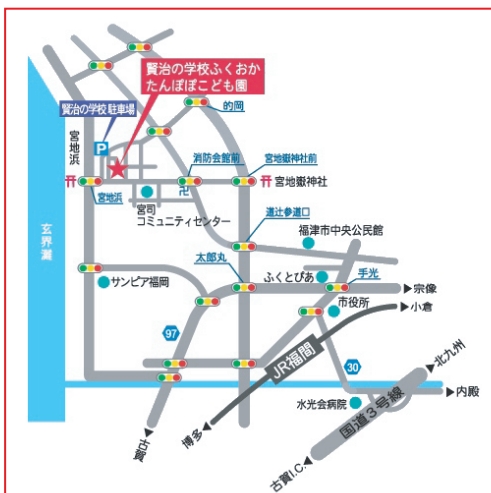 賢治の学校ふくおか
たんぽぽこども園
賢治の学校 駐車場
P
的岡
宮地浜
消防会館前
宮地嶽神社前
宮地嶽神社
宮地浜
宮司
コミュニティセンター
卍
道辻参道口
福津市中央公民館
玄界灘
サンピア福岡
太郎丸
ふくとぴあ
手光
▶宗像
市役所
▶小倉
97
JR福間
30
▶北九州
▶内殿
水光会病院
国道3号線
古賀
博多
古賀I.C.